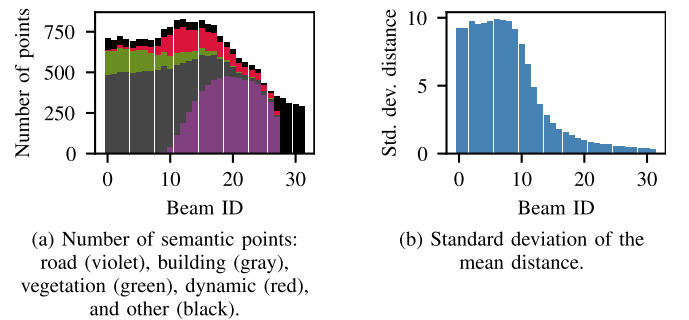 Number of points
750
500
250
0
0
10
20
30
Beam ID
(a) Number of semantic points:
road (violet), building (gray),
vegetation (green), dynamic (red),
and other (black).
Std. dev. distance
10
5
0
0
10
20
30
Beam ID
(b) Standard deviation of the
mean distance.